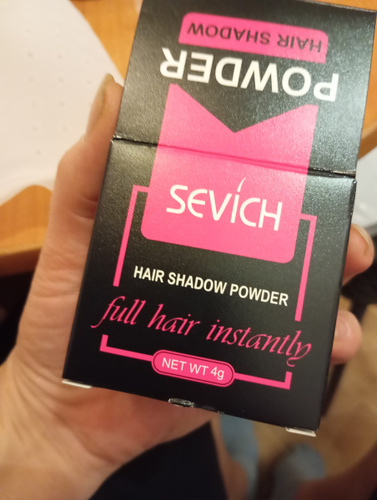 HAIR SHADOW
POWDER
SEVICH
HAIR SHADOW POWDER
full hair instantly
NET WT 4g